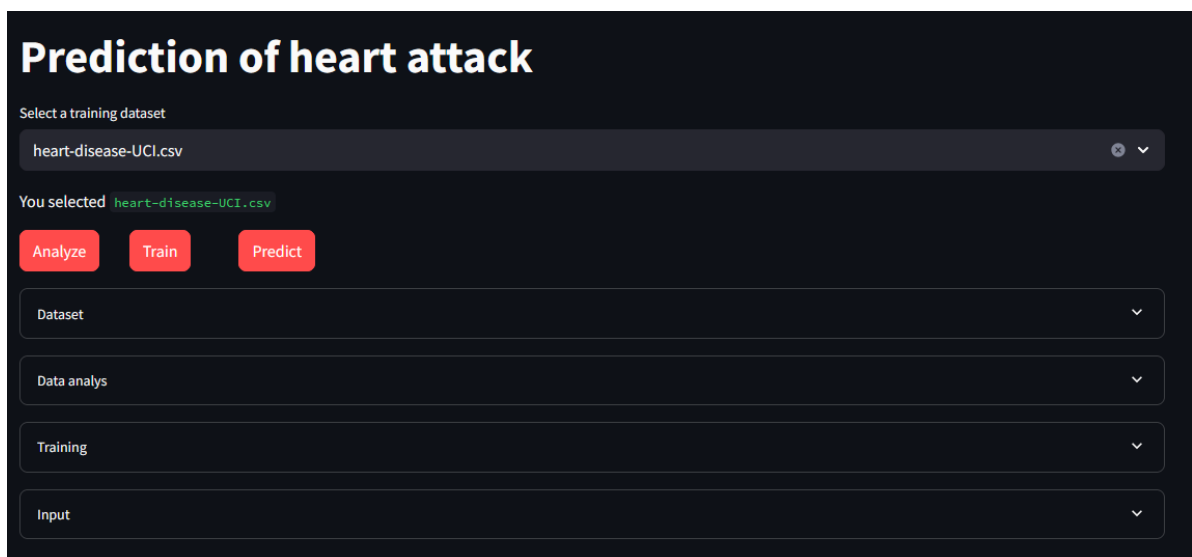 Prediction of heart attack
Select a training dataset
heart-disease-UCI.csv
You selected heart-disease-UCI.csv
Analyze Train Predict
Dataset
Data analys
Training
Input